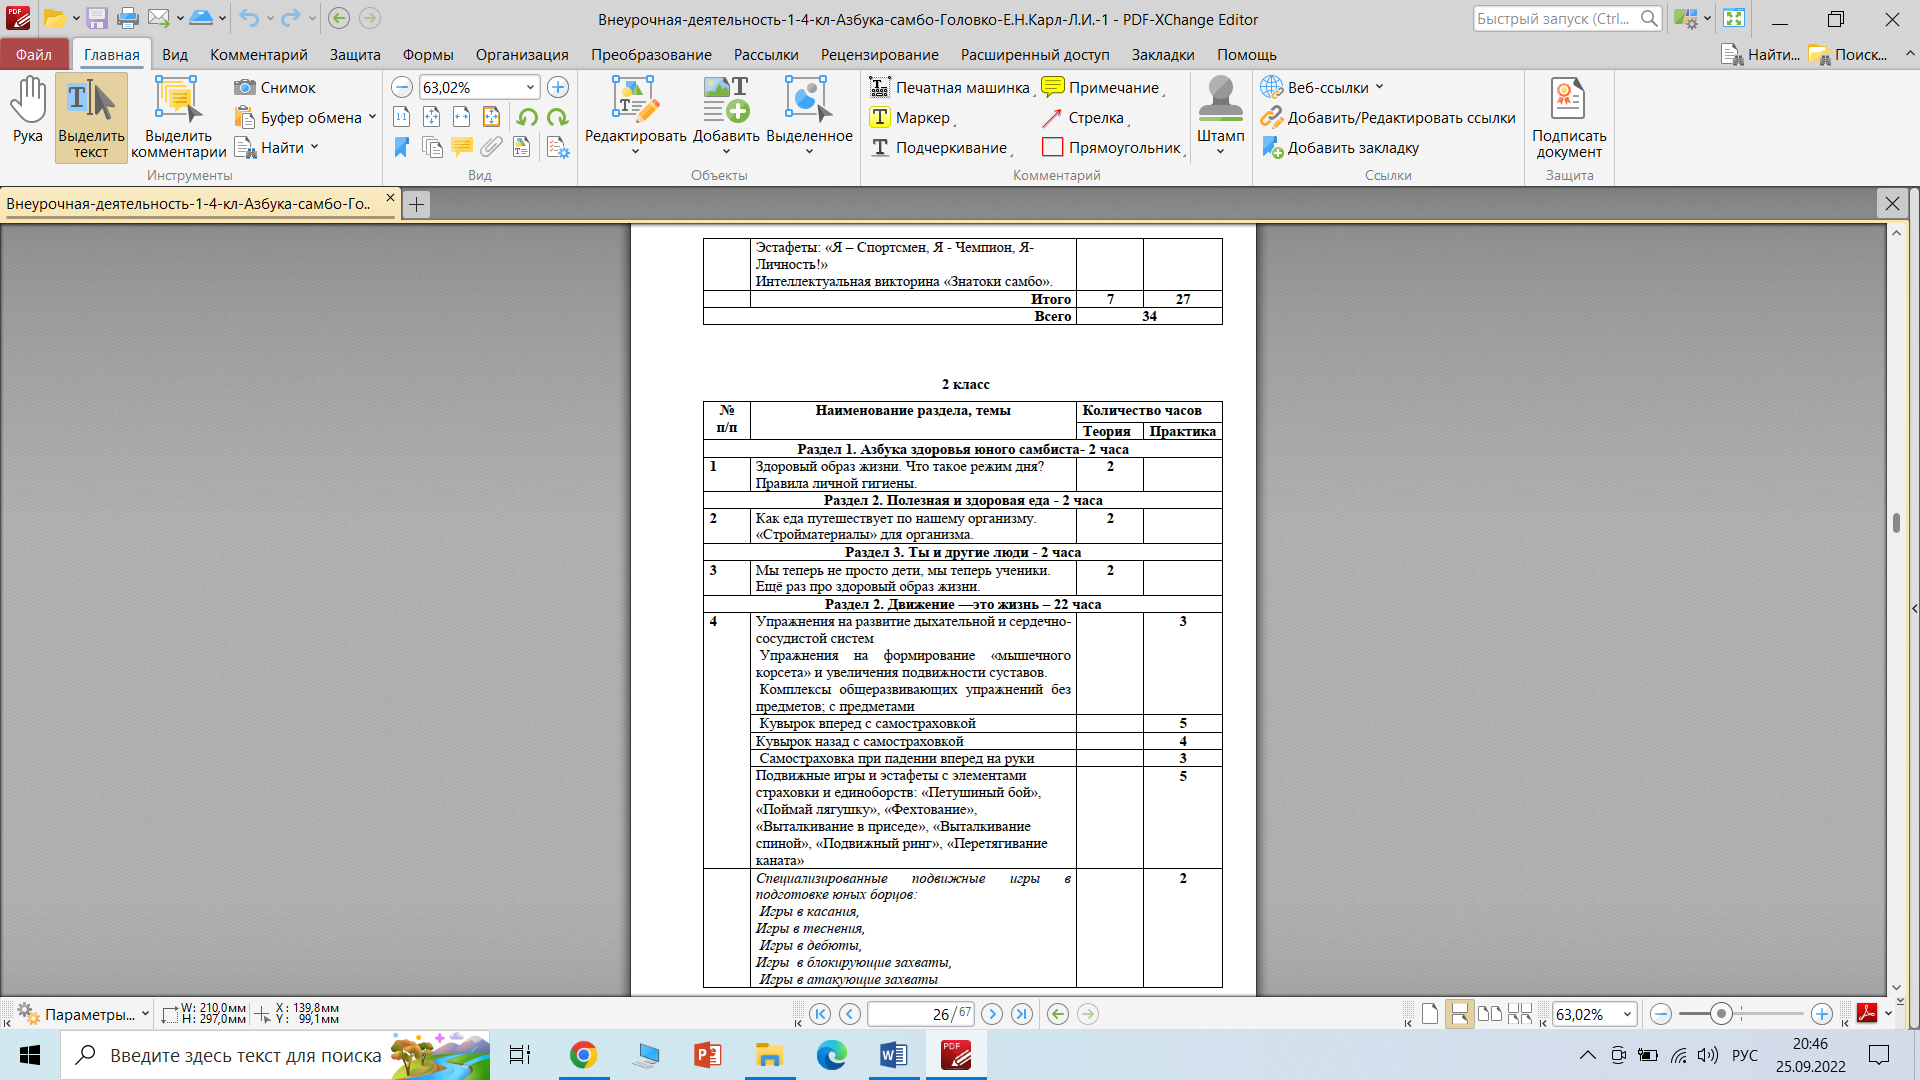 Внеурочная-деятельность-1-4-кл-Азбука-самбо-Головко-Е.Н.Карл-Л.И.-1 - PDF-XChange Editor
Быстрый запуск (Ctrl...
Файл Главная Вид Комментарий Защита Формы Организация Преобразование Рассылки Рецензирование Расширенный доступ Закладки Помощь Найти... Поиск...
Рука
Выделить текст
Выделить комментарии
Снимок
Буфер обмена
Найти
Инструменты
63,02%
Вид
Редактировать Добавить Выделенное
Объекты
Печатная машинка
Маркер
Подчеркивание
Примечание
Стрелка
Прямоугольник
Штамп
Комментарий
Веб-ссылки
Добавить/Редактировать ссылки
Добавить закладку
Ссылки
Подписать документ
Защита
Внеурочная-деятельность-1-4-кл-Азбука-самбо-Го..
Эстафеты: «Я – Спортсмен, Я - Чемпион, Я-
Личность!»
Интеллектуальная викторина «Знатоки самбо».
Итого 7 27
Всего 34
2 класс
№ п/п Наименование раздела, темы Количество часов
Теория Практика
Раздел 1. Азбука здоровья юного самбиста- 2 часа
1 Здоровый образ жизни. Что такое режим дня? 2
Правила личной гигиены.
Раздел 2. Полезная и здоровая еда - 2 часа
2 Как еда путешествует по нашему организму. 2
«Стройматериалы» для организма.
Раздел 3. Ты и другие люди - 2 часа
3 Мы теперь не просто дети, мы теперь ученики. 2
Ещё раз про здоровый образ жизни.
Раздел 2. Движение —это жизнь – 22 часа
4 Упражнения на развитие дыхательной и сердечно- 3
сосудистой систем
Упражнения на формирование «мышечного
корсета» и увеличения подвижности суставов.
Комплексы общеразвивающих упражнений без
предметов; с предметами
Кувырок вперед с самостраховкой 5
Кувырок назад с самостраховкой 4
Самостраховка при падении вперед на руки 3
Подвижные игры и эстафеты с элементами 5
страховки и единоборств: «Петушиный бой»,
«Поймай лягушку», «Фехтование»,
«Выталкивание в приседе», «Выталкивание
спиной», «Подвижный ринг», «Перетягивание
каната»
Специализированные подвижные игры в 2
подготовке юных борцов:
Игры в касания,
Игры в теснения,
Игры в дебюты,
Игры в блокирующие захваты,
Игры в атакующие захваты
Параметры...
W: 210,0мм X: 139,8мм
H: 297,0мм Y: 99,1мм
26/67
63,02%
Введите здесь текст для поиска
РУС
20:46
25.09.2022